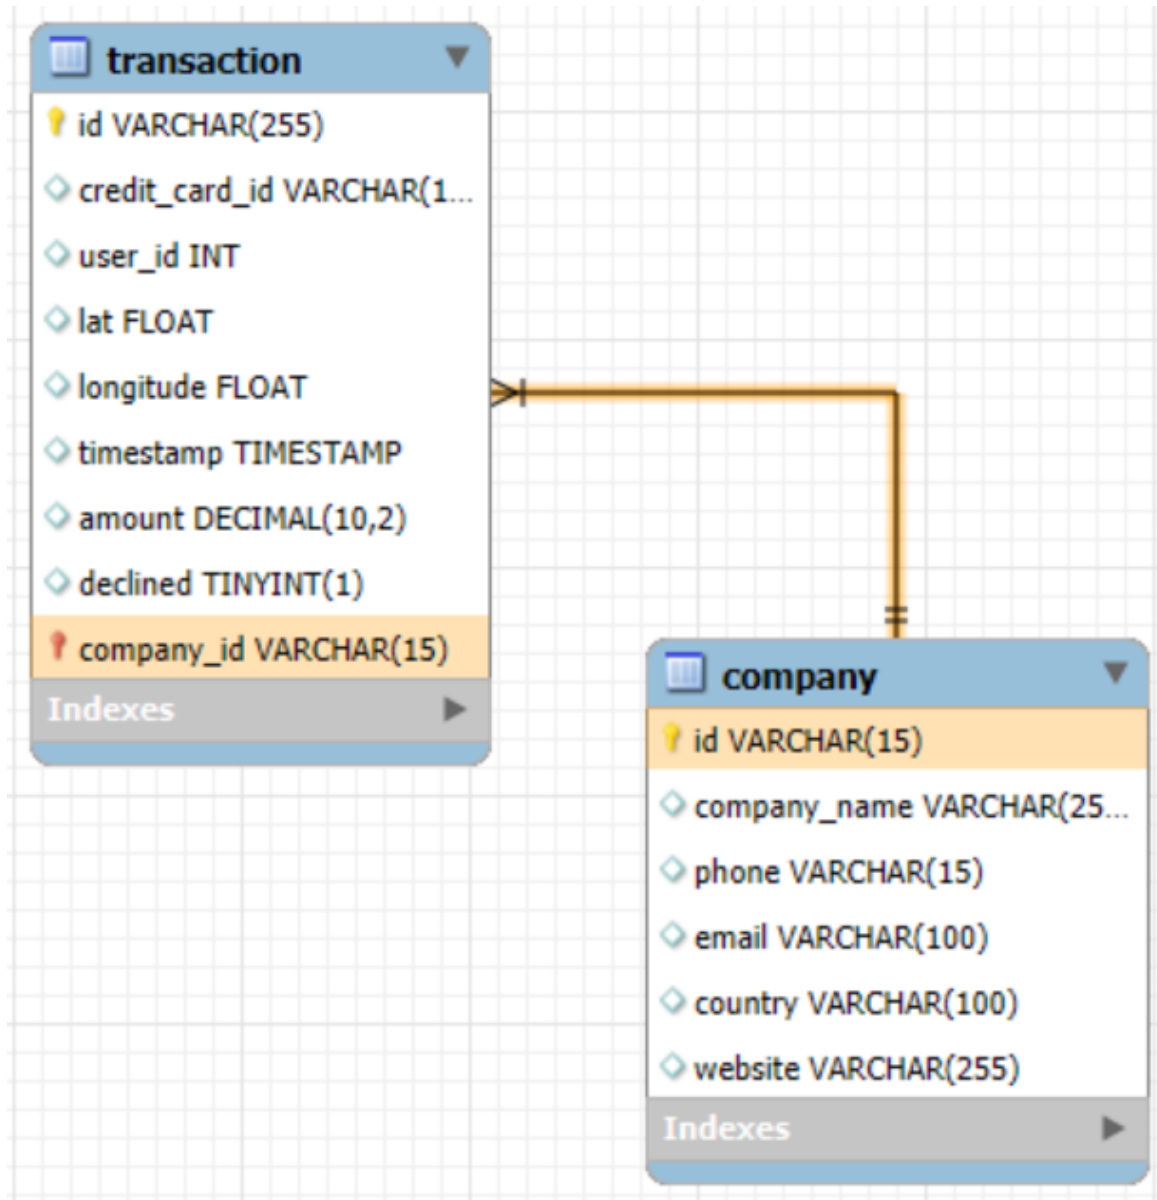 transaction
id VARCHAR(255)
credit_card_id VARCHAR(1...
user_id INT
lat FLOAT
longitude FLOAT
timestamp TIMESTAMP
amount DECIMAL(10,2)
declined TINYINT(1)
company_id VARCHAR(15)
Indexes
company
id VARCHAR(15)
company_name VARCHAR(25...
phone VARCHAR(15)
email VARCHAR(100)
country VARCHAR(100)
website VARCHAR(255)
Indexes